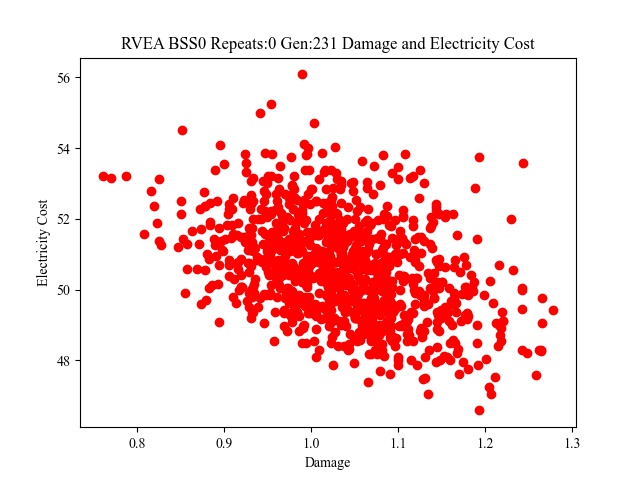 RVEA BSS0 Repeats:0 Gen:231 Damage and Electricity Cost
56
54
52
50
48
Electricity Cost
0.8 0.9 1.0 1.1 1.2 1.3
Damage